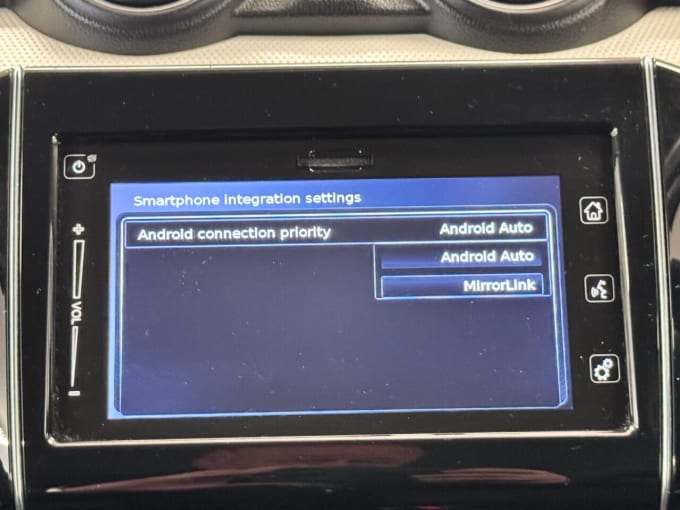 Smartphone integration settings
Android connection priority Android Auto
Android Auto
MirrorLink
+
VOL
-